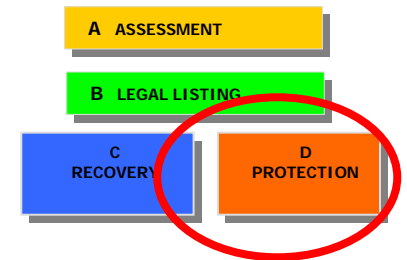 A ASSESSMENT
B LEGAL LISTING
C
RECOVERY
D
PROTECTION